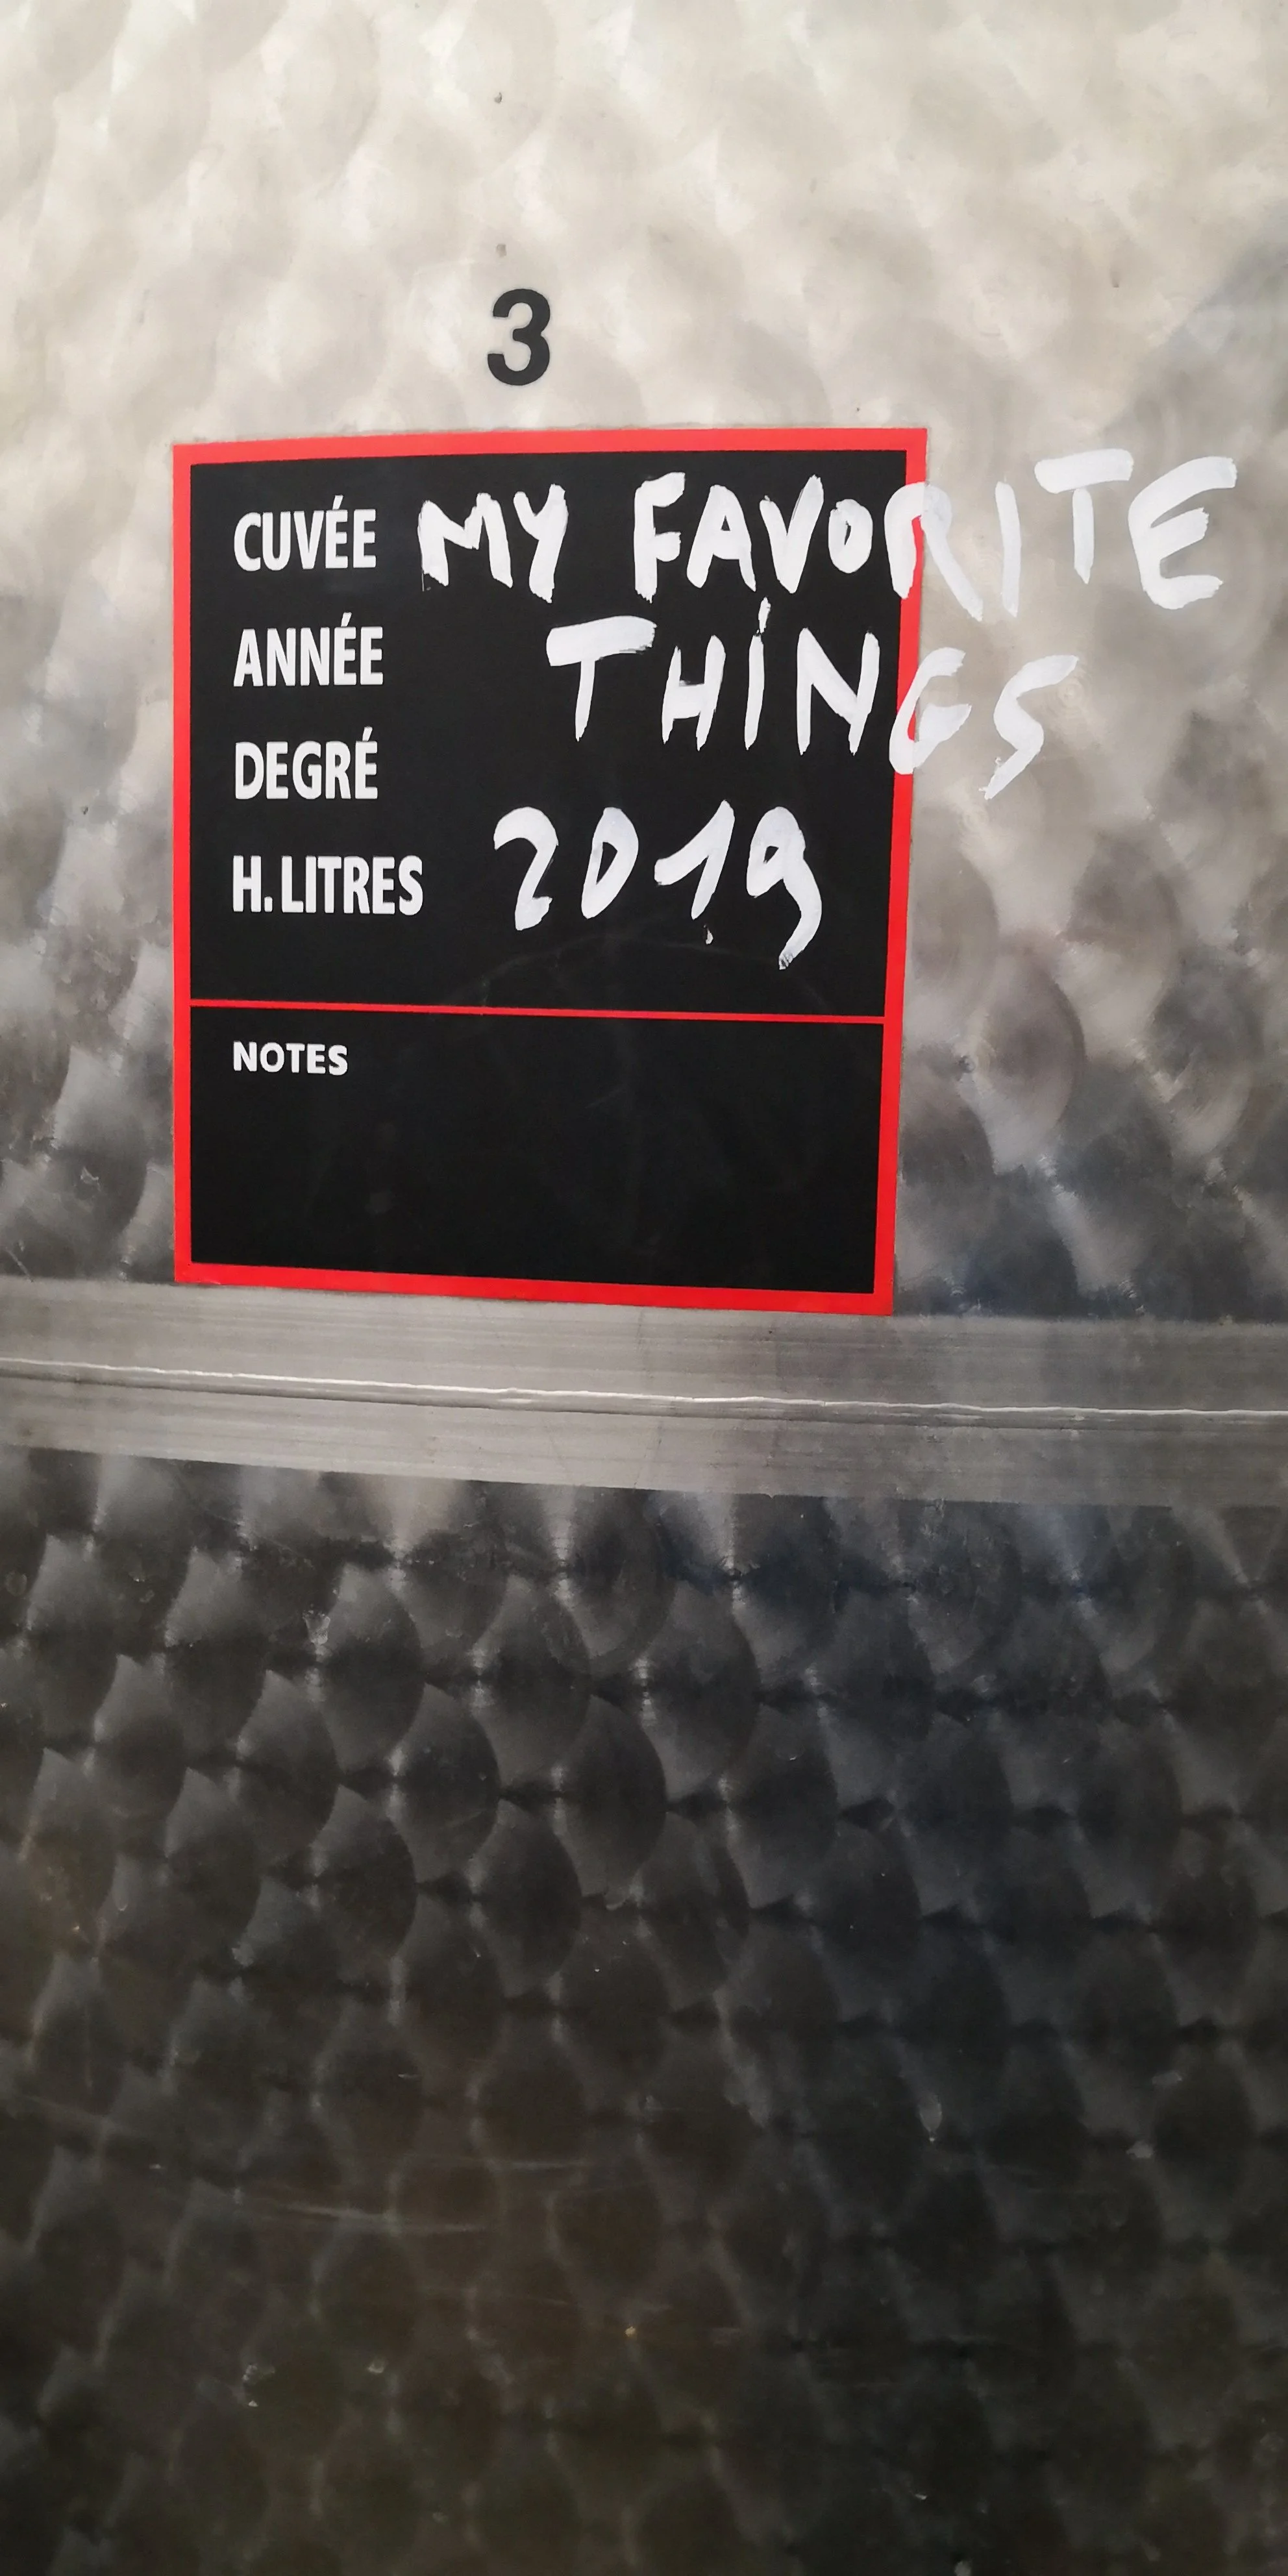 3
CUVÉE MY FAVORITE
ANNÉE THINGS
DEGRÉ
H. LITRES 2019
NOTES